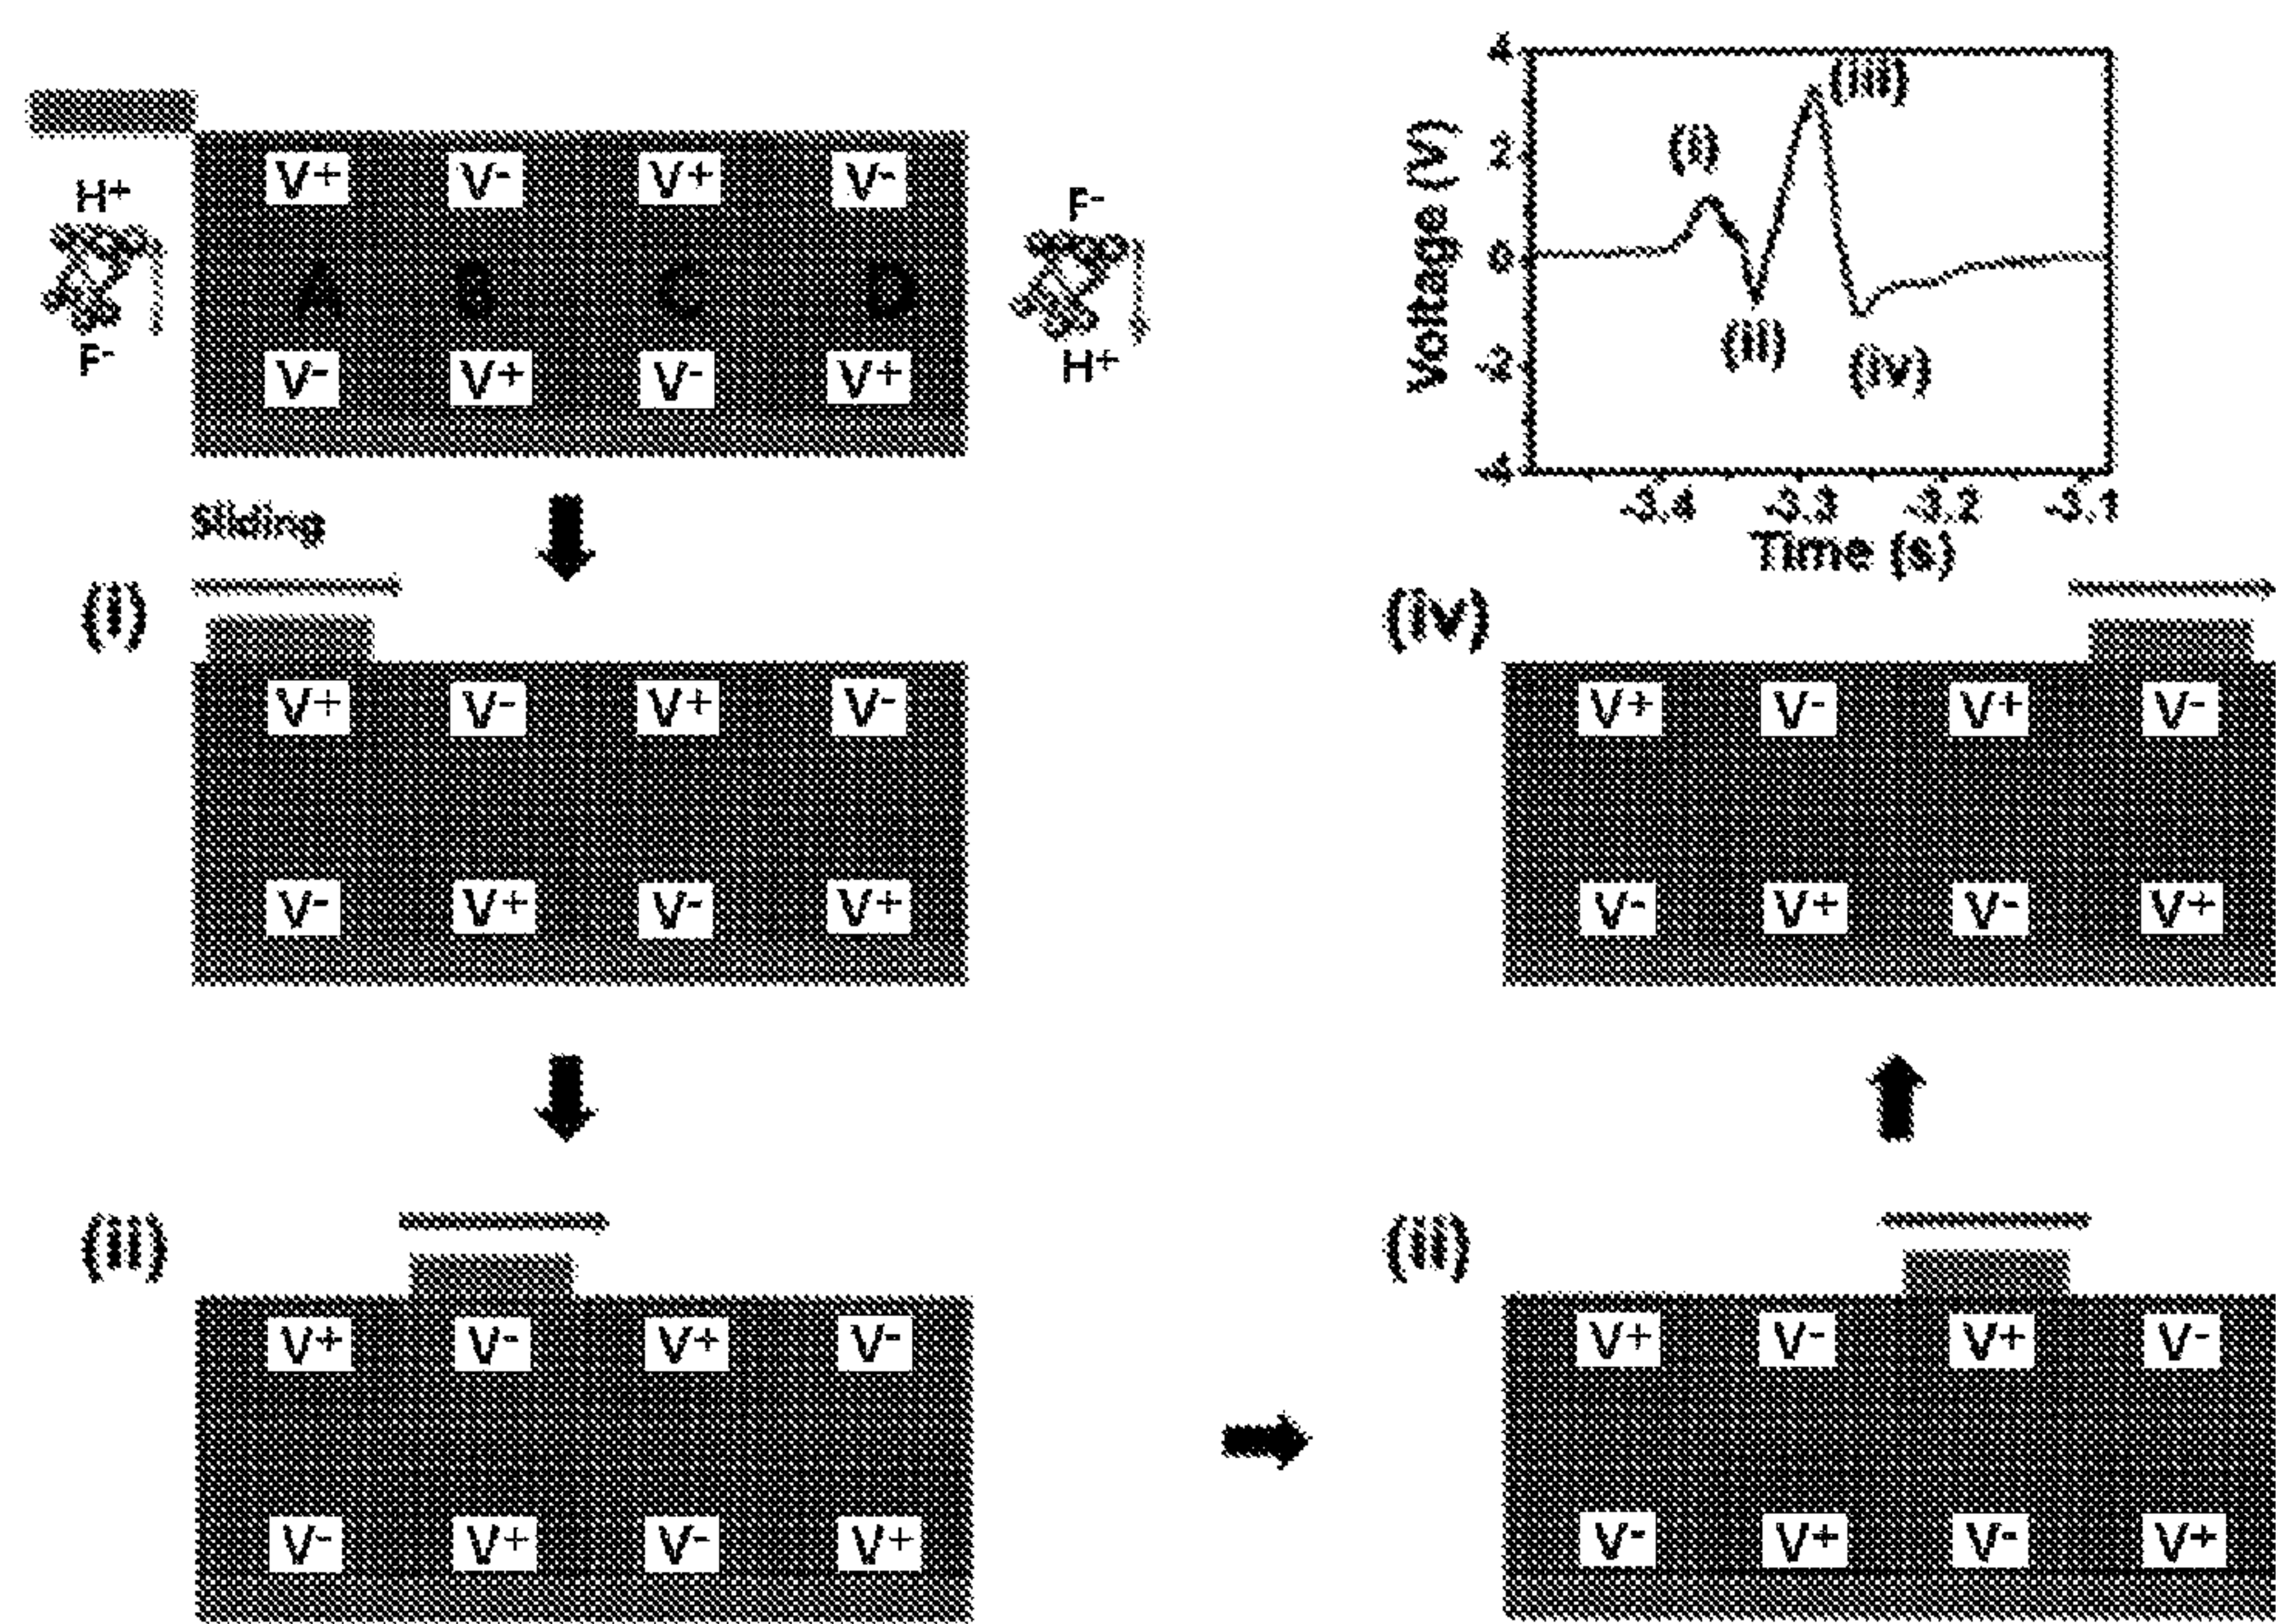 V+ V- V+ V-
H+
A B C D
F-
V- V+ V- V+
F-
H+
4
2
0
-2
-4
Voltage (V)
(i)
(ii)
(iii)
(iv)
-3.4 -3.3 -3.2 -3.1
Time (s)
Sliding
(i)
V+ V- V+ V-
V- V+ V- V+
(iv)
V+ V- V+ V-
V- V+ V- V+
(ii)
V+ V- V+ V-
V- V+ V- V+
(iii)
V+ V- V+ V-
V- V+ V- V+